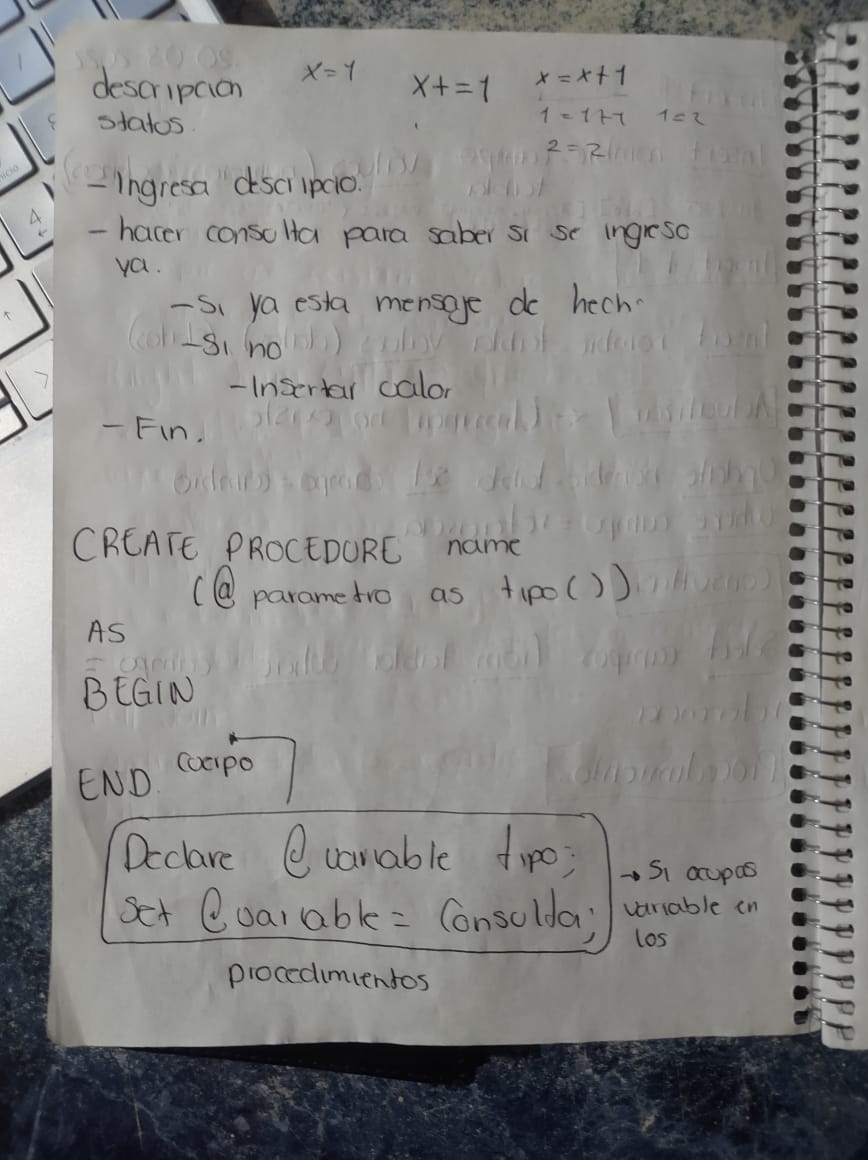 descripcion
status.
x=1
x+=1
x=x+1
1=1+1 1=2
2=2
-Ingresa descripcio.
- hacer consulta para saber si se ingreso
ya.
-Si ya esta mensaje de hech
-Si no
-Insertar calor
- Fin.
CREATE PROCEDURE name
(@ parametro as tipo())
AS
BEGIN
cuerpo
END.
Declare @ variable tipo;
Set @variable = Consulta;
→ Si ocupas
variable en
los
procedimientos